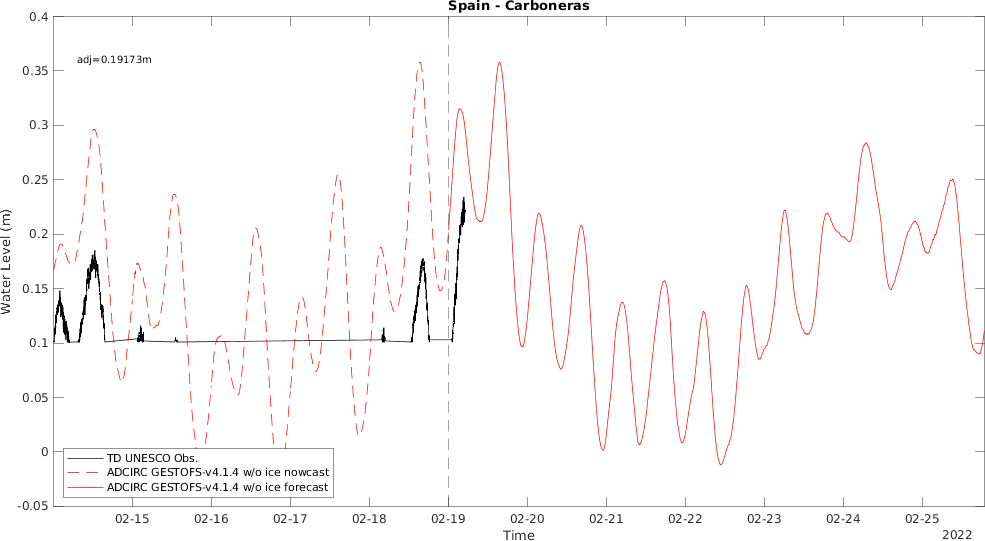 Spain - Carboneras
0.4
0.35
0.3
0.25
0.2
0.15
0.1
0.05
0
-0.05
Water Level (m)
adj=0.19173m
TD UNESCO Obs.
ADCIRC GESTOFS-v4.1.4 w/o ice nowcast
ADCIRC GESTOFS-v4.1.4 w/o ice forecast
02-15 02-16 02-17 02-18 02-19 02-20 02-21 02-22 02-23 02-24 02-25
Time
2022